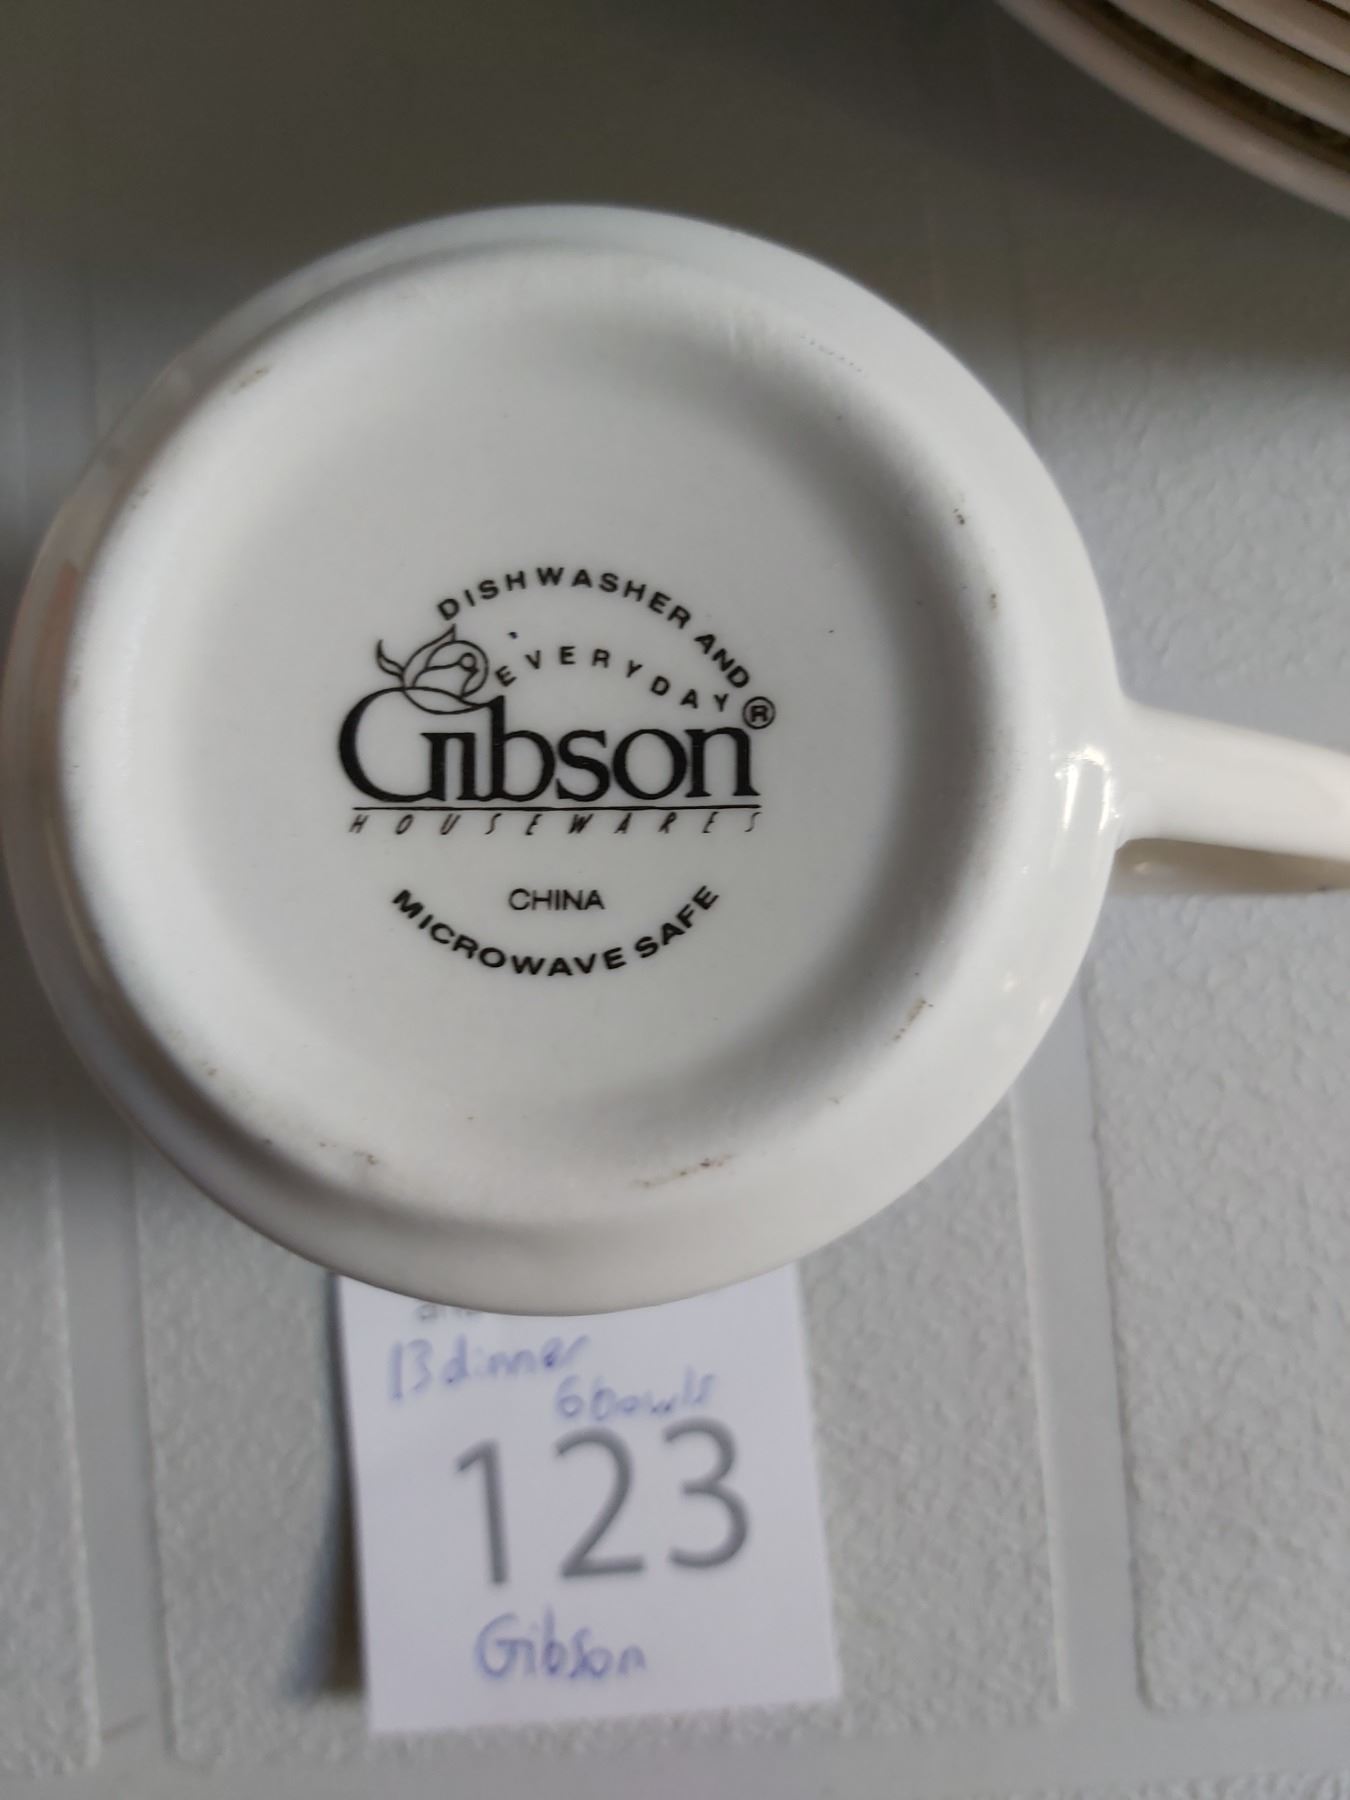 DISHWASHER AND
EVERYDAY
Gibson®
HOUSEWARES
CHINA
MICROWAVE SAFE
13 dinner
6 bowls
123
Gibson